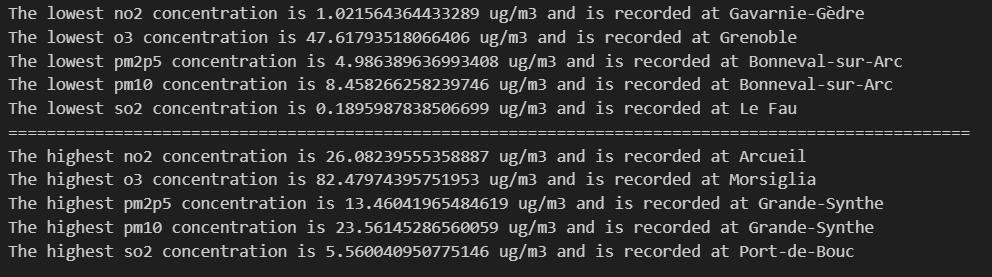 The lowest no2 concentration is 1.021564364433289 ug/m3 and is recorded at Gavarnie-Gèdre
The lowest o3 concentration is 47.61793518066406 ug/m3 and is recorded at Grenoble
The lowest pm2p5 concentration is 4.986389636993408 ug/m3 and is recorded at Bonneval-sur-Arc
The lowest pm10 concentration is 8.458266258239746 ug/m3 and is recorded at Bonneval-sur-Arc
The lowest so2 concentration is 0.1895987838506699 ug/m3 and is recorded at Le Fau
====================================================================================================
The highest no2 concentration is 26.08239555358887 ug/m3 and is recorded at Arcueil
The highest o3 concentration is 82.47974395751953 ug/m3 and is recorded at Morsiglia
The highest pm2p5 concentration is 13.46041965484619 ug/m3 and is recorded at Grande-Synthe
The highest pm10 concentration is 23.56145286560059 ug/m3 and is recorded at Grande-Synthe
The highest so2 concentration is 5.560040950775146 ug/m3 and is recorded at Port-de-Bouc